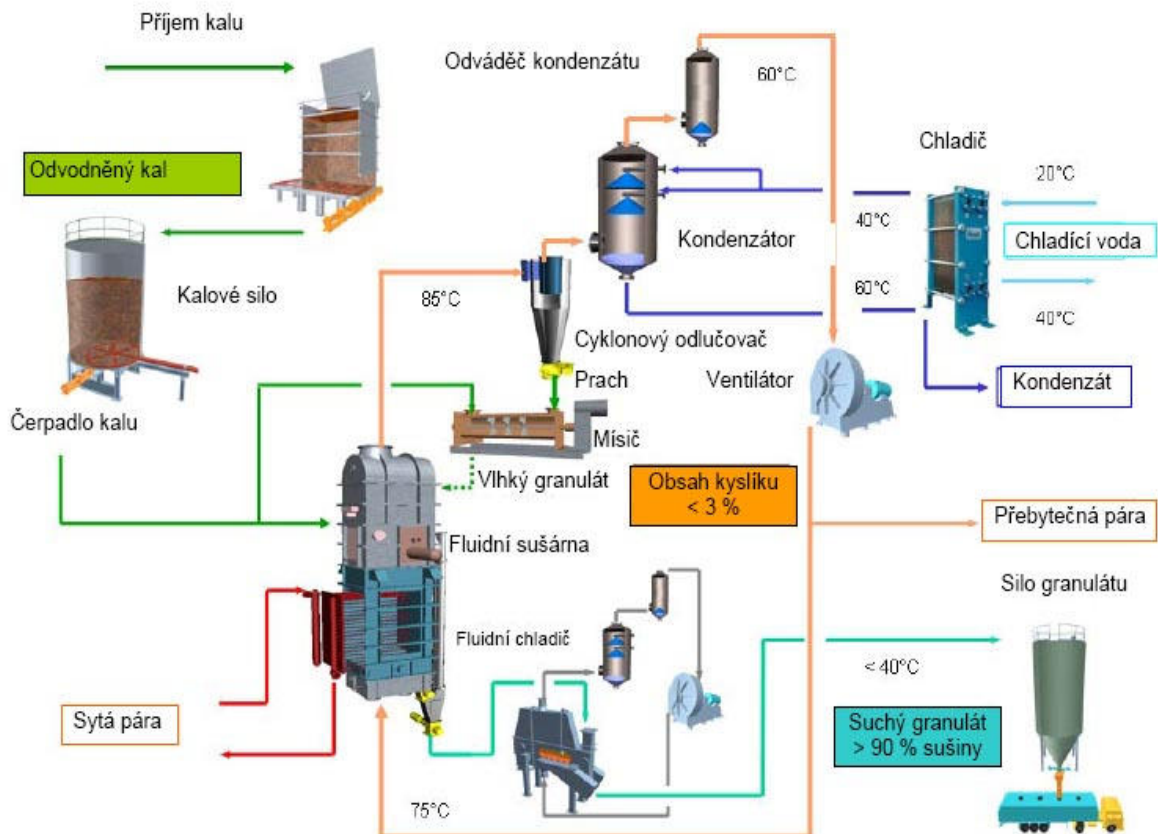 Příjem kalu
Odváděč kondenzátu
60°C
Chladič
Odvodněný kal
20°C
40°C
Chladící voda
Kondenzátor
Kalové silo
85°C
60°C
40°C
Cyklonový odlučovač
Prach
Ventilátor
Kondenzát
Čerpadlo kalu
Mísič
Vlhký granulát
Obsah kyslíku
< 3 %
Přebytečná pára
Fluidní sušárna
Silo granulátu
Fluidní chladič
< 40°C
Sytá pára
Suchý granulát
> 90 % sušiny
75°C